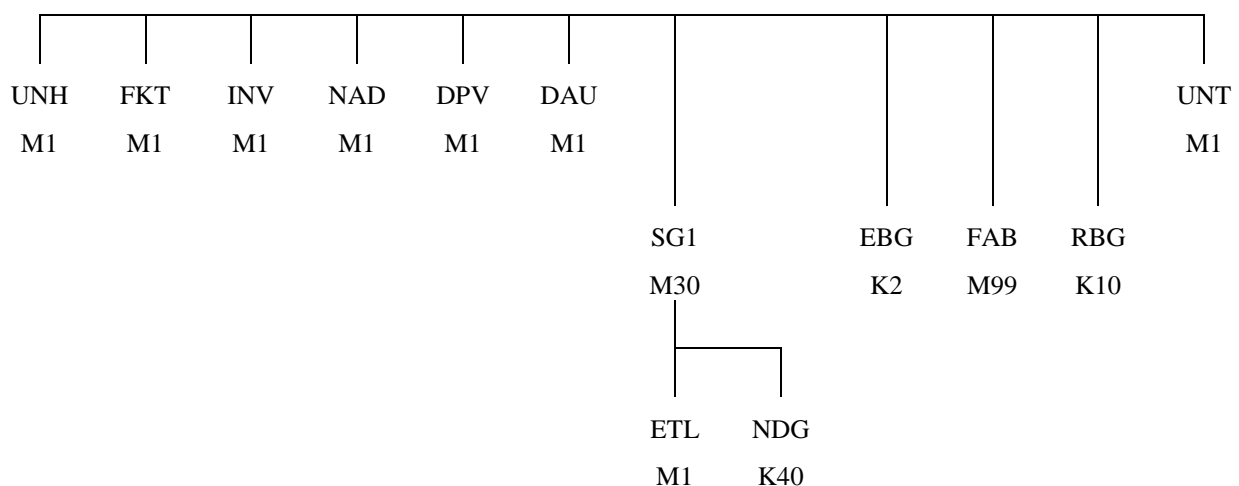 UNH FKT INV NAD DPV DAU UNT
M1 M1 M1 M1 M1 M1 M1
SG1 EBG FAB RBG
M30 K2 M99 K10
ETL NDG
M1 K40